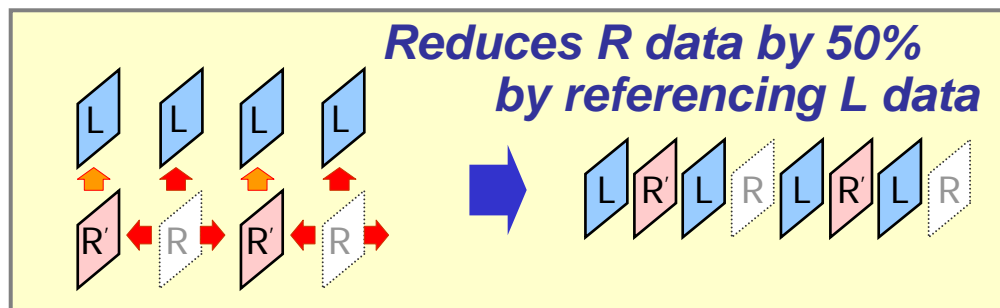 Reduces R data by 50%
by referencing L data
L L L L
R' R R' R
L R' L R L R' L R